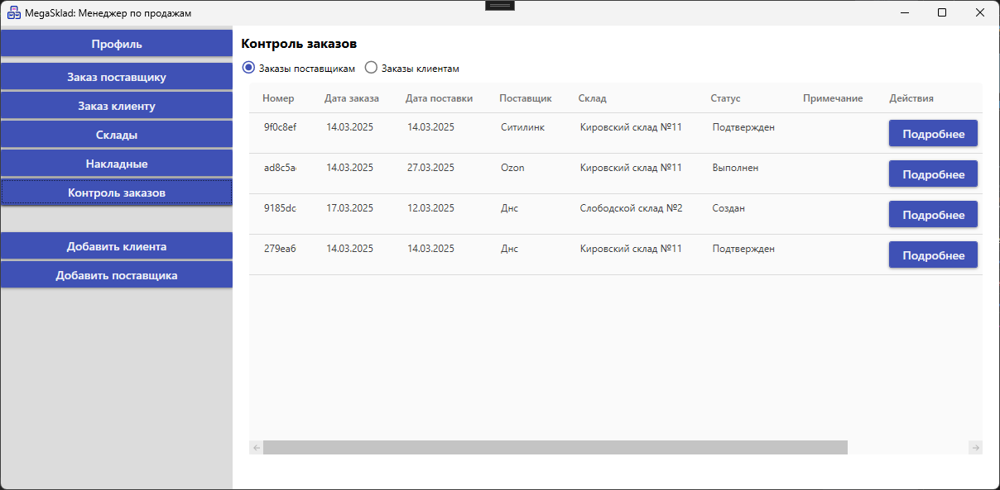 MegaSklad: Менеджер по продажам
Профиль
Заказ поставщику
Заказ клиенту
Склады
Накладные
Контроль заказов
Добавить клиента
Добавить поставщика
Контроль заказов
Заказы поставщикам Заказы клиентам
Номер Дата заказа Дата поставки Поставщик Склад Статус Примечание Действия
9f0c8ef 14.03.2025 14.03.2025 Ситилинк Кировский склад №11 Подтвержден Подробнее
ad8c5a 14.03.2025 27.03.2025 Ozon Кировский склад №11 Выполнен Подробнее
9185dc 17.03.2025 12.03.2025 Днс Слободской склад №2 Создан Подробнее
279ea6 14.03.2025 14.03.2025 Днс Кировский склад №11 Подтвержден Подробнее